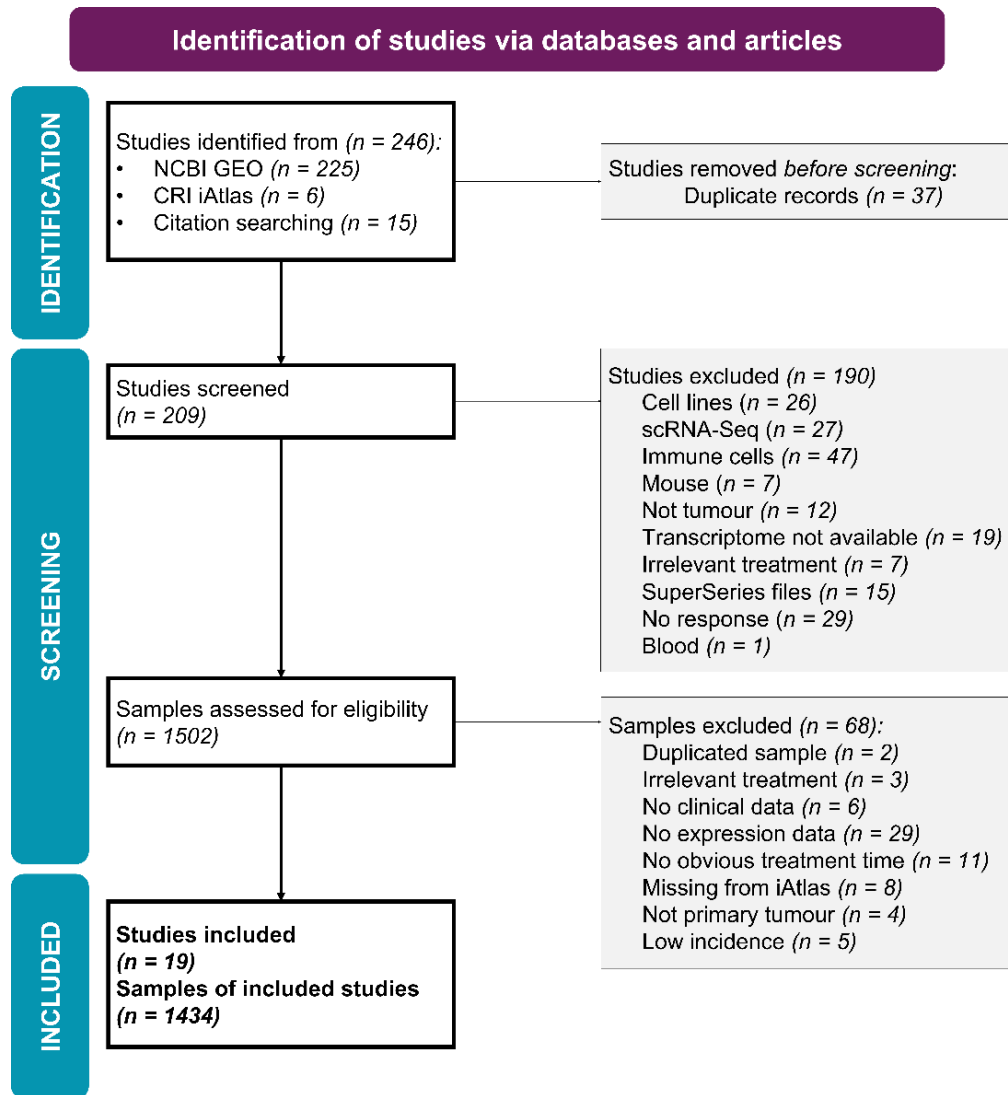 Identification of studies via databases and articles
IDENTIFICATION
Studies identified from (n = 246):
• NCBI GEO (n = 225)
• CRI iAtlas (n = 6)
• Citation searching (n = 15)
Studies removed before screening:
Duplicate records (n = 37)
SCREENING
Studies screened
(n = 209)
Studies excluded (n = 190)
Cell lines (n = 26)
scRNA-Seq (n = 27)
Immune cells (n = 47)
Mouse (n = 7)
Not tumour (n = 12)
Transcriptome not available (n = 19)
Irrelevant treatment (n = 7)
SuperSeries files (n = 15)
No response (n = 29)
Blood (n = 1)
Samples assessed for eligibility
(n = 1502)
Samples excluded (n = 68):
Duplicated sample (n = 2)
Irrelevant treatment (n = 3)
No clinical data (n = 6)
No expression data (n = 29)
No obvious treatment time (n = 11)
Missing from iAtlas (n = 8)
Not primary tumour (n = 4)
Low incidence (n = 5)
INCLUDED
Studies included
(n = 19)
Samples of included studies
(n = 1434)